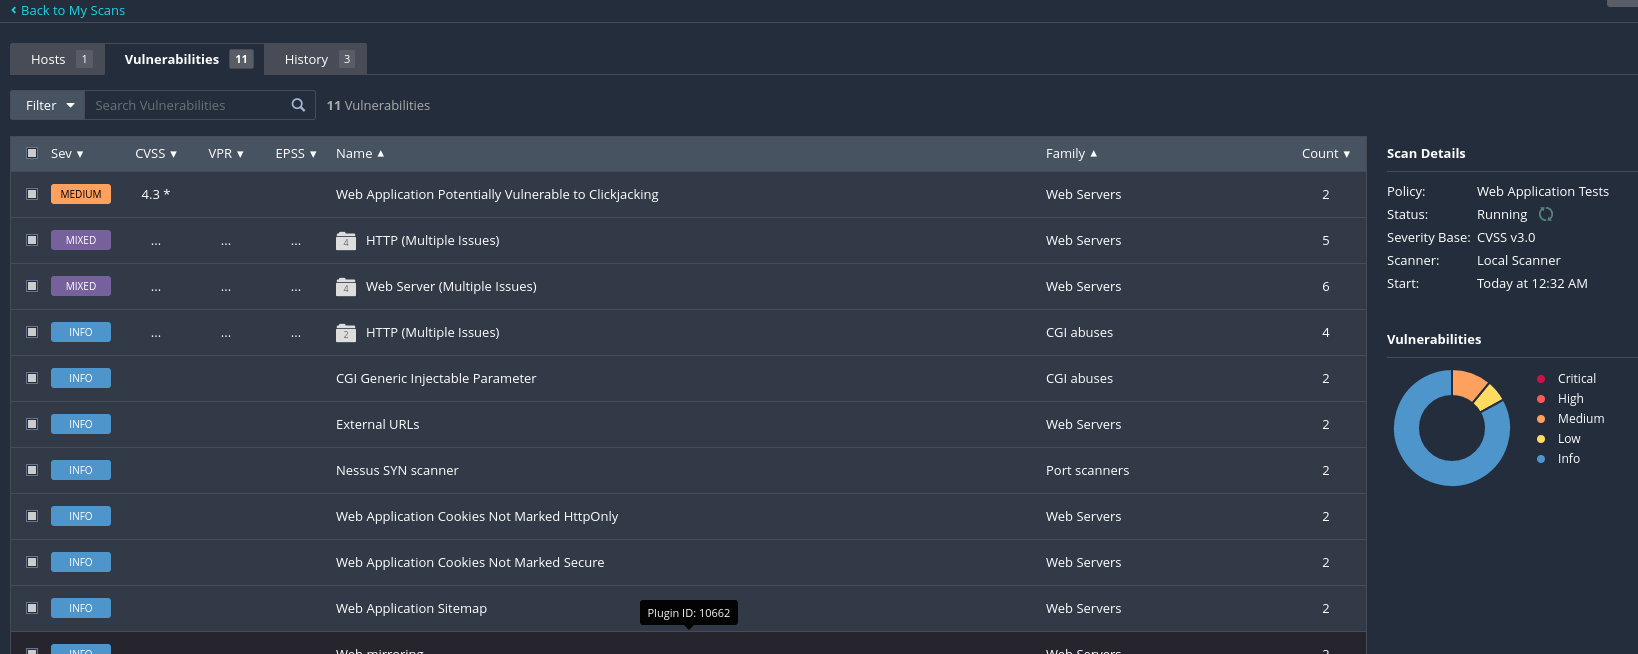 Back to My Scans
Hosts 1 Vulnerabilities 11 History 3
Filter Search Vulnerabilities 11 Vulnerabilities
Sev CVSS VPR EPSS Name Family Count
MEDIUM 4.3 * Web Application Potentially Vulnerable to Clickjacking Web Servers 2
MIXED ... ... ... 4 HTTP (Multiple Issues) Web Servers 5
MIXED ... ... ... 4 Web Server (Multiple Issues) Web Servers 6
INFO ... ... ... 2 HTTP (Multiple Issues) CGI abuses 4
INFO CGI Generic Injectable Parameter CGI abuses 2
INFO External URLs Web Servers 2
INFO Nessus SYN scanner Port scanners 2
INFO Web Application Cookies Not Marked HttpOnly Web Servers 2
INFO Web Application Cookies Not Marked Secure Web Servers 2
INFO Web Application Sitemap Web Servers 2
Plugin ID: 10662
INFO Web mirroring Web Servers 2
Scan Details
Policy: Web Application Tests
Status: Running
Severity Base: CVSS v3.0
Scanner: Local Scanner
Start: Today at 12:32 AM
Vulnerabilities
Critical
High
Medium
Low
Info